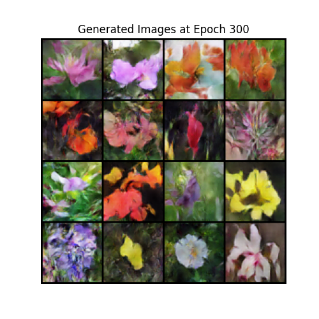 Generated Images at Epoch 300